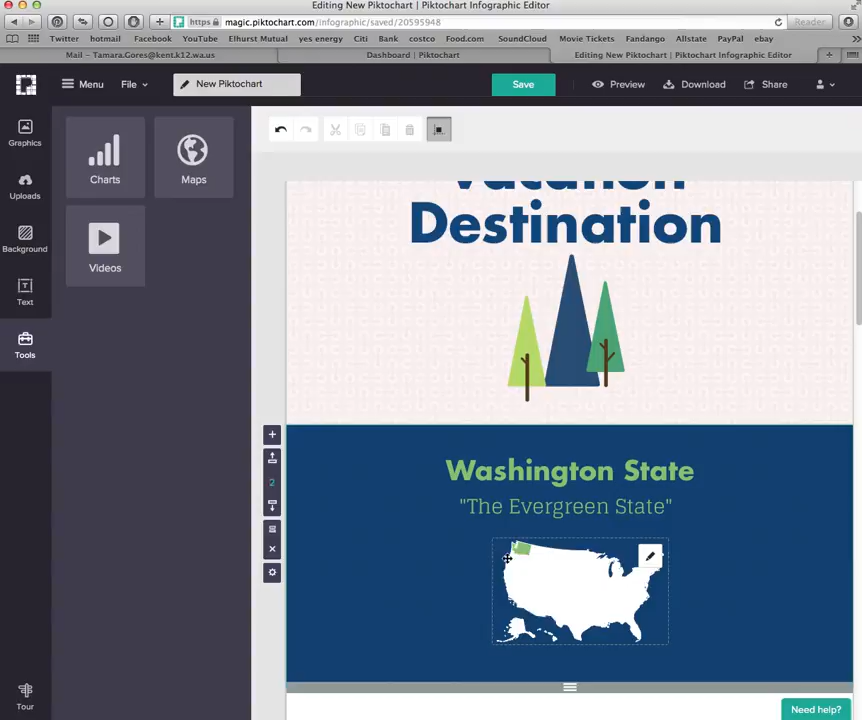 Editing New Piktochart | Piktochart Infographic Editor
https magic.piktochart.com/infographic/saved/20595948 Reader
Twitter hotmail Facebook YouTube Elhurst Mutual yes energy Citi Bank costco Food.com SoundCloud Movie Tickets Fandango Allstate PayPal ebay
Mail – Tamara.Gores@kent.k12.wa.us Dashboard | Piktochart Editing New Piktochart | Piktochart Infographic Editor
Menu File New Piktochart Save Preview Download Share
Graphics
Uploads
Background
Text
Tools
Tour
Charts Maps
Videos
Vacation
Destination
2
Washington State
"The Evergreen State"
Need help?